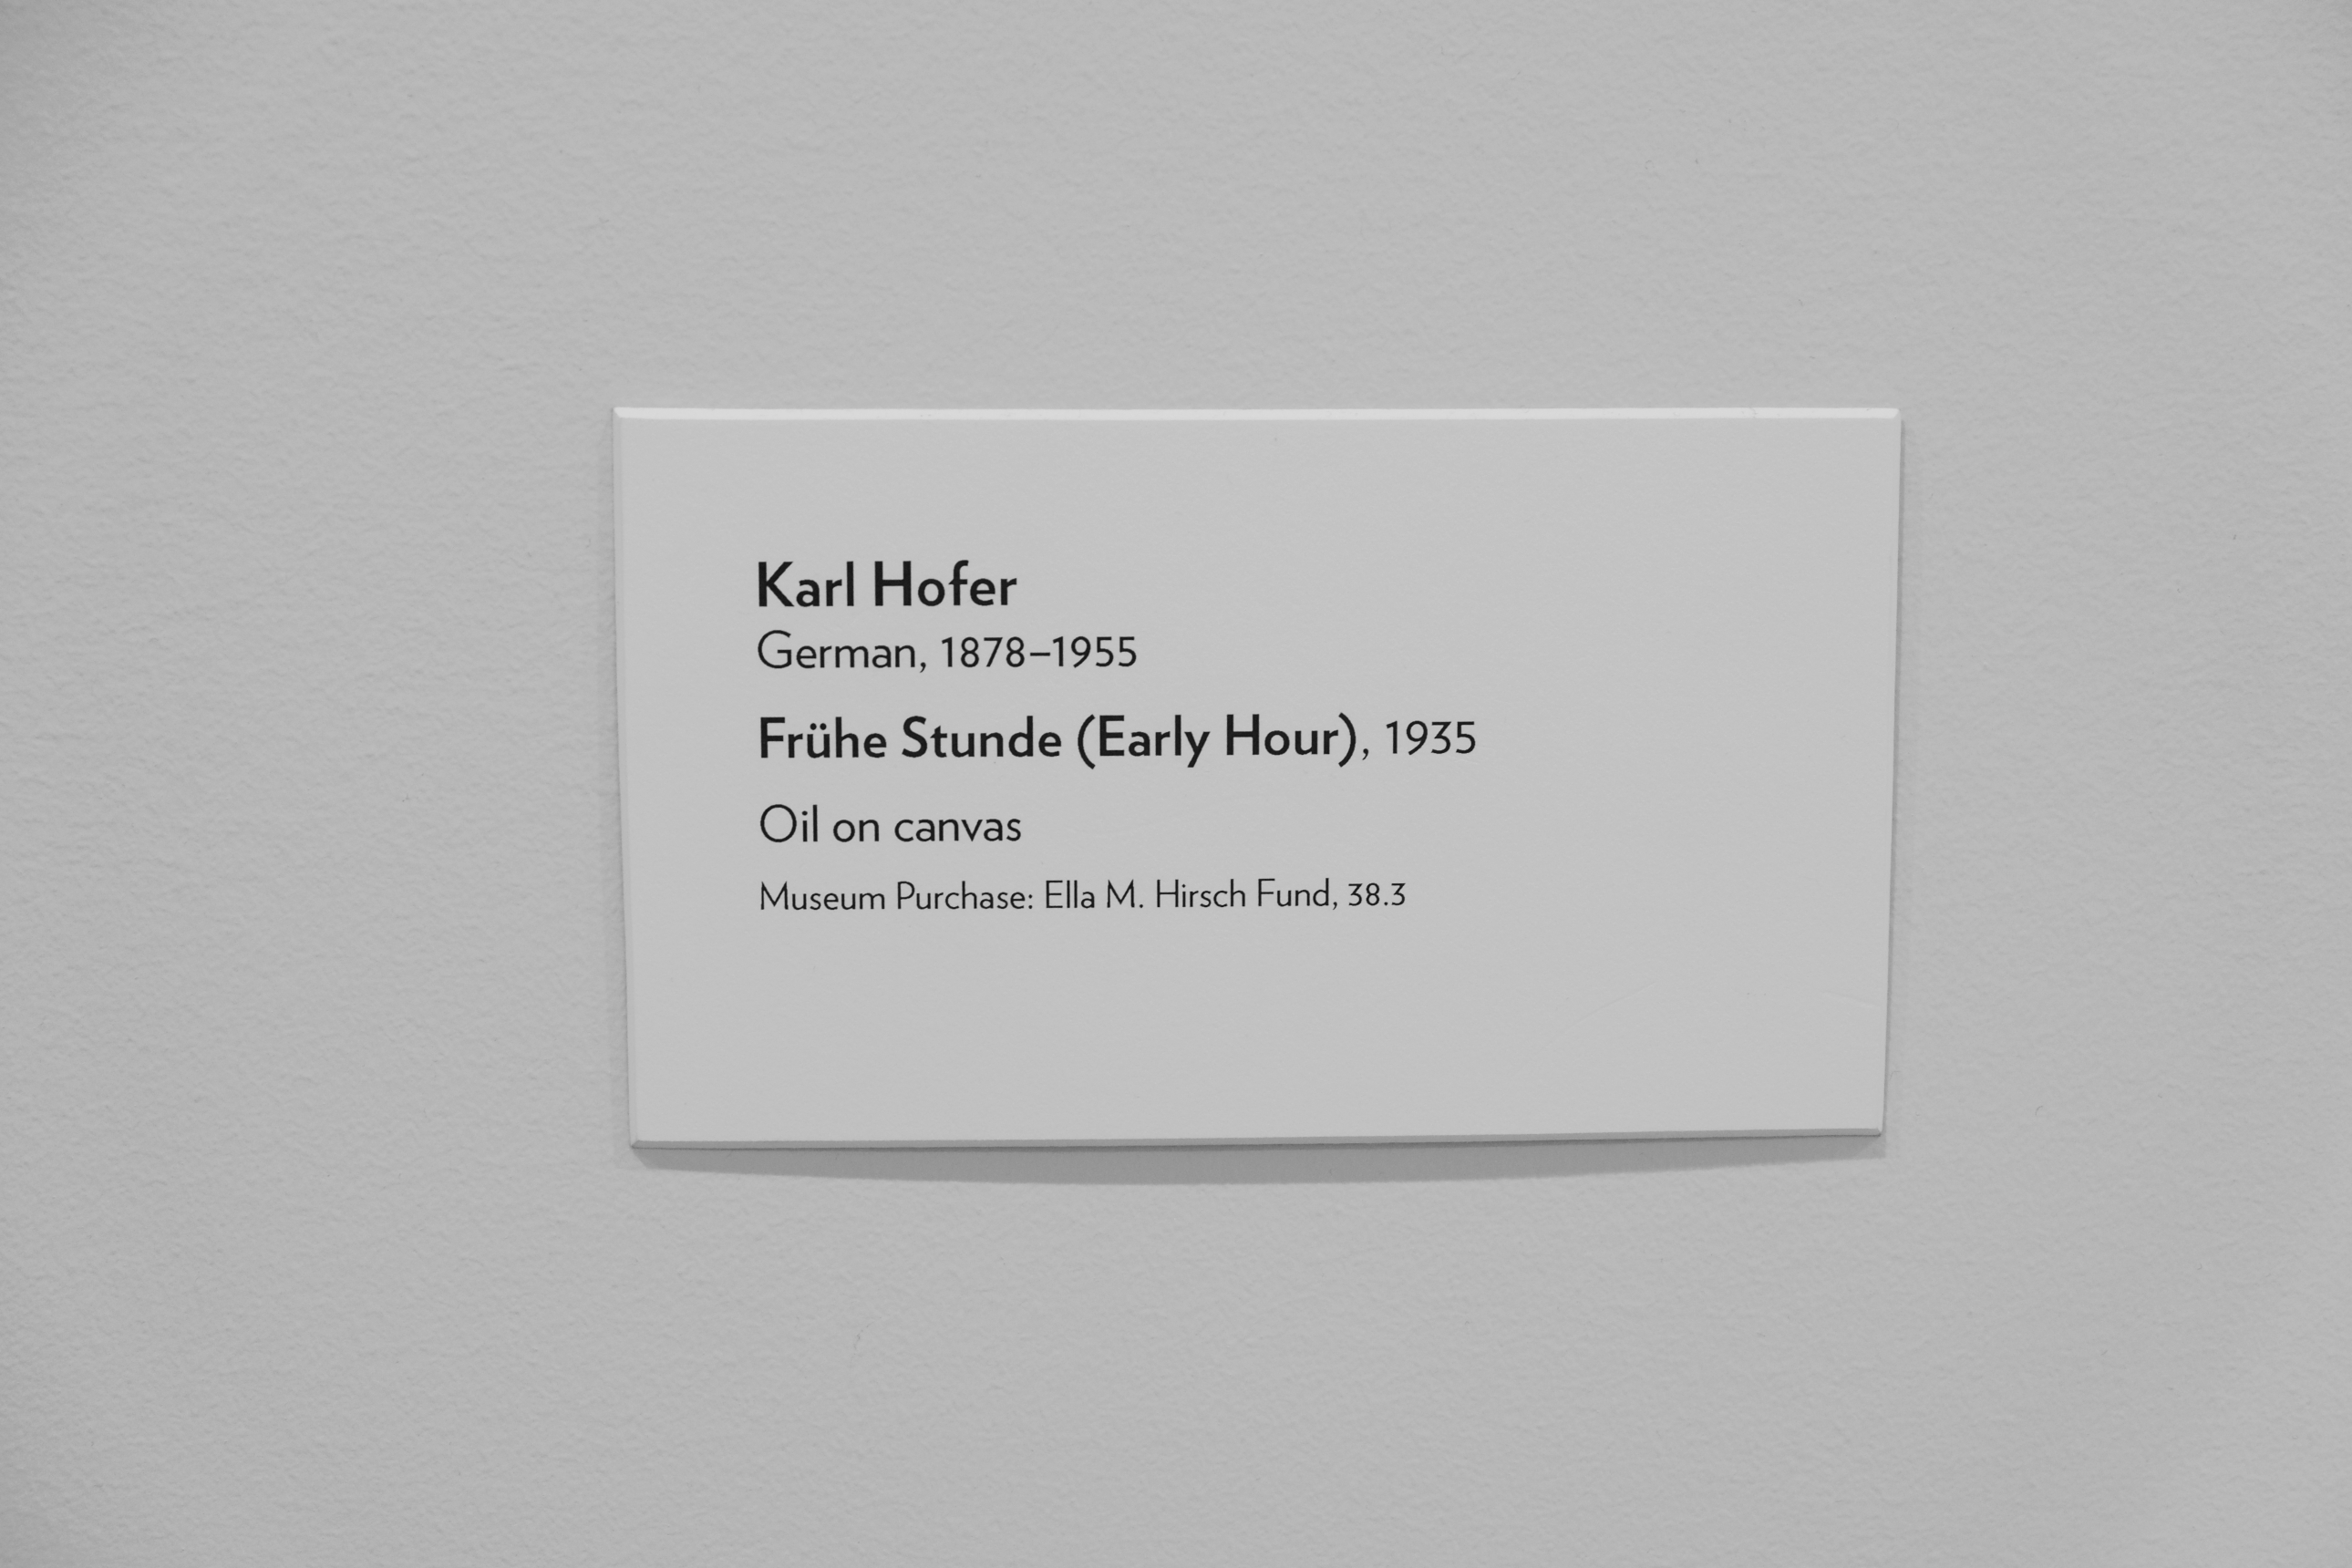 Karl Hofer
German, 1878–1955
Frühe Stunde (Early Hour), 1935
Oil on canvas
Museum Purchase: Ella M. Hirsch Fund, 38.3